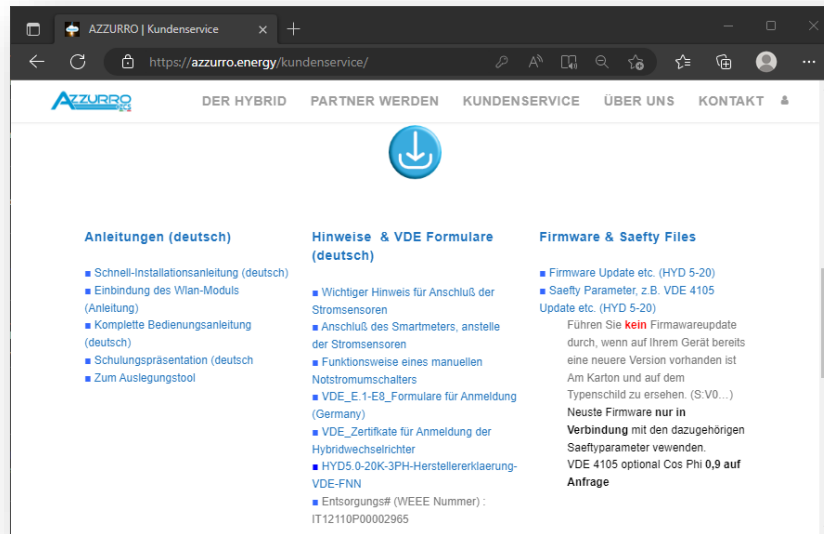 AZZURRO | Kundenservice
https://azzurro.energy/kundenservice/
AZZURRO
DER HYBRID PARTNER WERDEN KUNDENSERVICE ÜBER UNS KONTAKT
Anleitungen (deutsch)
■ Schnell-Installationsanleitung (deutsch)
■ Einbindung des Wlan-Moduls
(Anleitung)
■ Komplette Bedienungsanleitung
(deutsch)
■ Schulungspräsentation (deutsch
■ Zum Auslegungstool
Hinweise & VDE Formulare
(deutsch)
■ Wichtiger Hinweis für Anschluß der
Stromsensoren
■ Anschluß des Smartmeters, anstelle
der Stromsensoren
■ Funktionsweise eines manuellen
Notstromumschalters
■ VDE_E.1-E8_Formulare für Anmeldung
(Germany)
■ VDE_Zertifkate für Anmeldung der
Hybridwechselrichter
■ HYD5.0-20K-3PH-Herstellererklaerung-
VDE-FNN
■ Entsorgungs# (WEEE Nummer) :
IT12110P00002965
Firmware & Saefty Files
■ Firmware Update etc. (HYD 5-20)
■ Saefty Parameter, z.B. VDE 4105
Update etc. (HYD 5-20)
Führen Sie kein Firmawareupdate
durch, wenn auf Ihrem Gerät bereits
eine neuere Version vorhanden ist
Am Karton und auf dem
Typenschild zu ersehen. (S:V0…)
Neuste Firmware nur in
Verbindung mit den dazugehörigen
Saeftyparameter vewenden.
VDE 4105 optional Cos Phi 0,9 auf
Anfrage